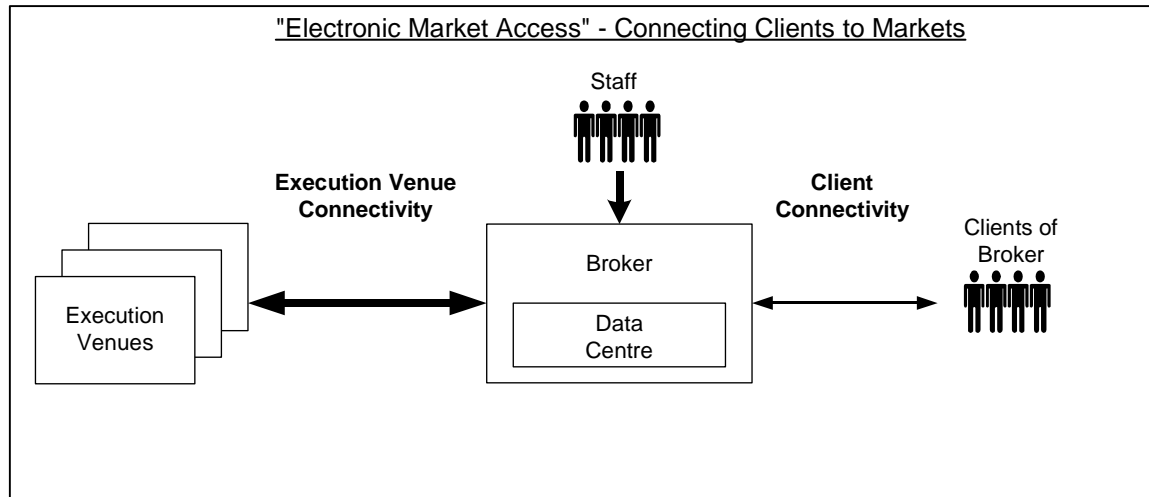 "Electronic Market Access" - Connecting Clients to Markets
Staff
Execution Venue
Connectivity
Client
Connectivity
Clients of
Broker
Broker
Execution
Venues
Data
Centre